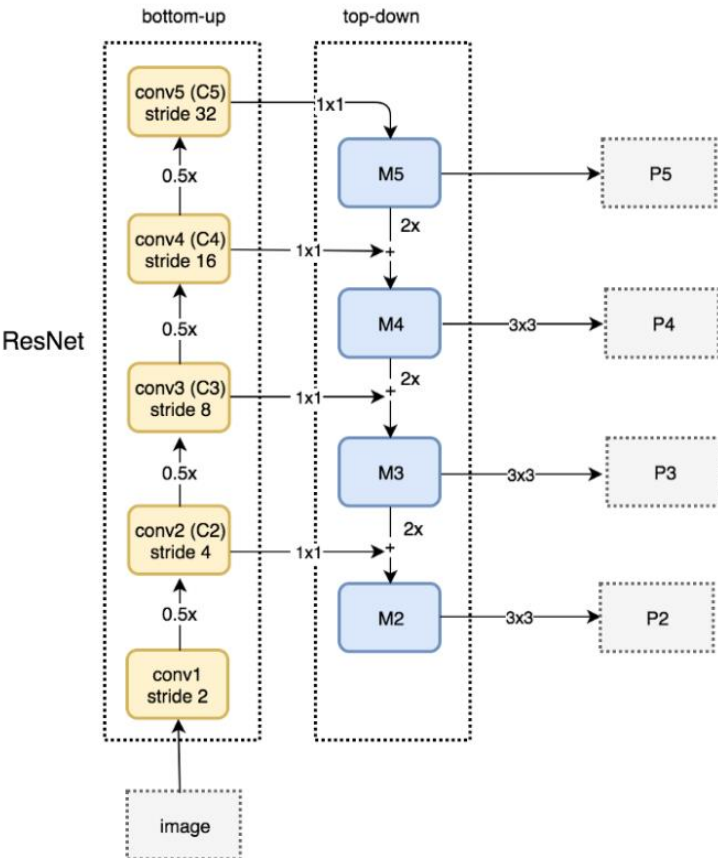 bottom-up
top-down
conv5 (C5)
stride 32
1x1
M5
P5
0.5x
2x
conv4 (C4)
stride 16
1x1
+
M4
3x3
P4
0.5x
ResNet
2x
conv3 (C3)
stride 8
1x1
+
M3
3x3
P3
0.5x
2x
conv2 (C2)
stride 4
1x1
+
M2
3x3
P2
0.5x
conv1
stride 2
image